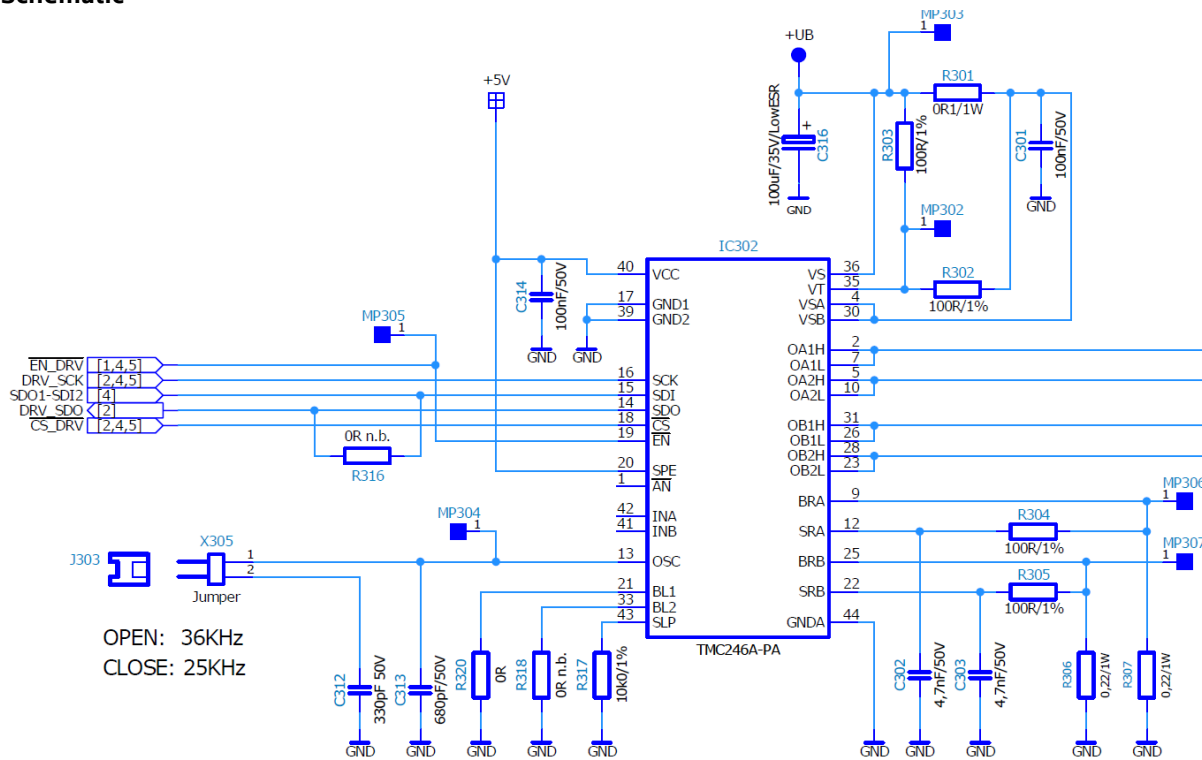 Schematic
MP303
1
+UB
+5V
R301
0R1/1W
100uF/35V/LowESR
+
C316
GND
R303
100R/1%
C301
100nF/50V
GND
MP302
1
R302
100R/1%
IC302
40 VCC
17 GND1
39 GND2
16 SCK
15 SDI
14 SDO
18 CS
19 EN
20 SPE
1 AN
42 INA
41 INB
13 OSC
21 BL1
33 BL2
43 SLP
VS 36
VT 35
VSA 4
VSB 30
OA1H 2
OA1L 7
OA2H 5
OA2L 10
OB1H 31
OB1L 26
OB2H 28
OB2L 23
BRA 9
SRA 12
BRB 25
SRB 22
GNDA 44
TMC246A-PA
C314
100nF/50V
GND
GND
MP305
1
EN_DRV [1,4,5]
DRV_SCK [2,4,5]
SDO1-SDI2 [4]
DRV_SDO [2]
CS_DRV [2,4,5]
0R n.b.
R316
MP304
1
J303
X305
1
2
Jumper
OPEN: 36KHz
CLOSE: 25KHz
C312
330pF 50V
GND
C313
680pF/50V
GND
R320
0R
GND
R318
0R n.b.
GND
R317
10k0/1%
GND
MP306
1
MP307
1
R304
100R/1%
R305
100R/1%
GND
C302
4,7nF/50V
GND
C303
4,7nF/50V
GND
R306
0,22/1W
GND
R307
0,22/1W
GND